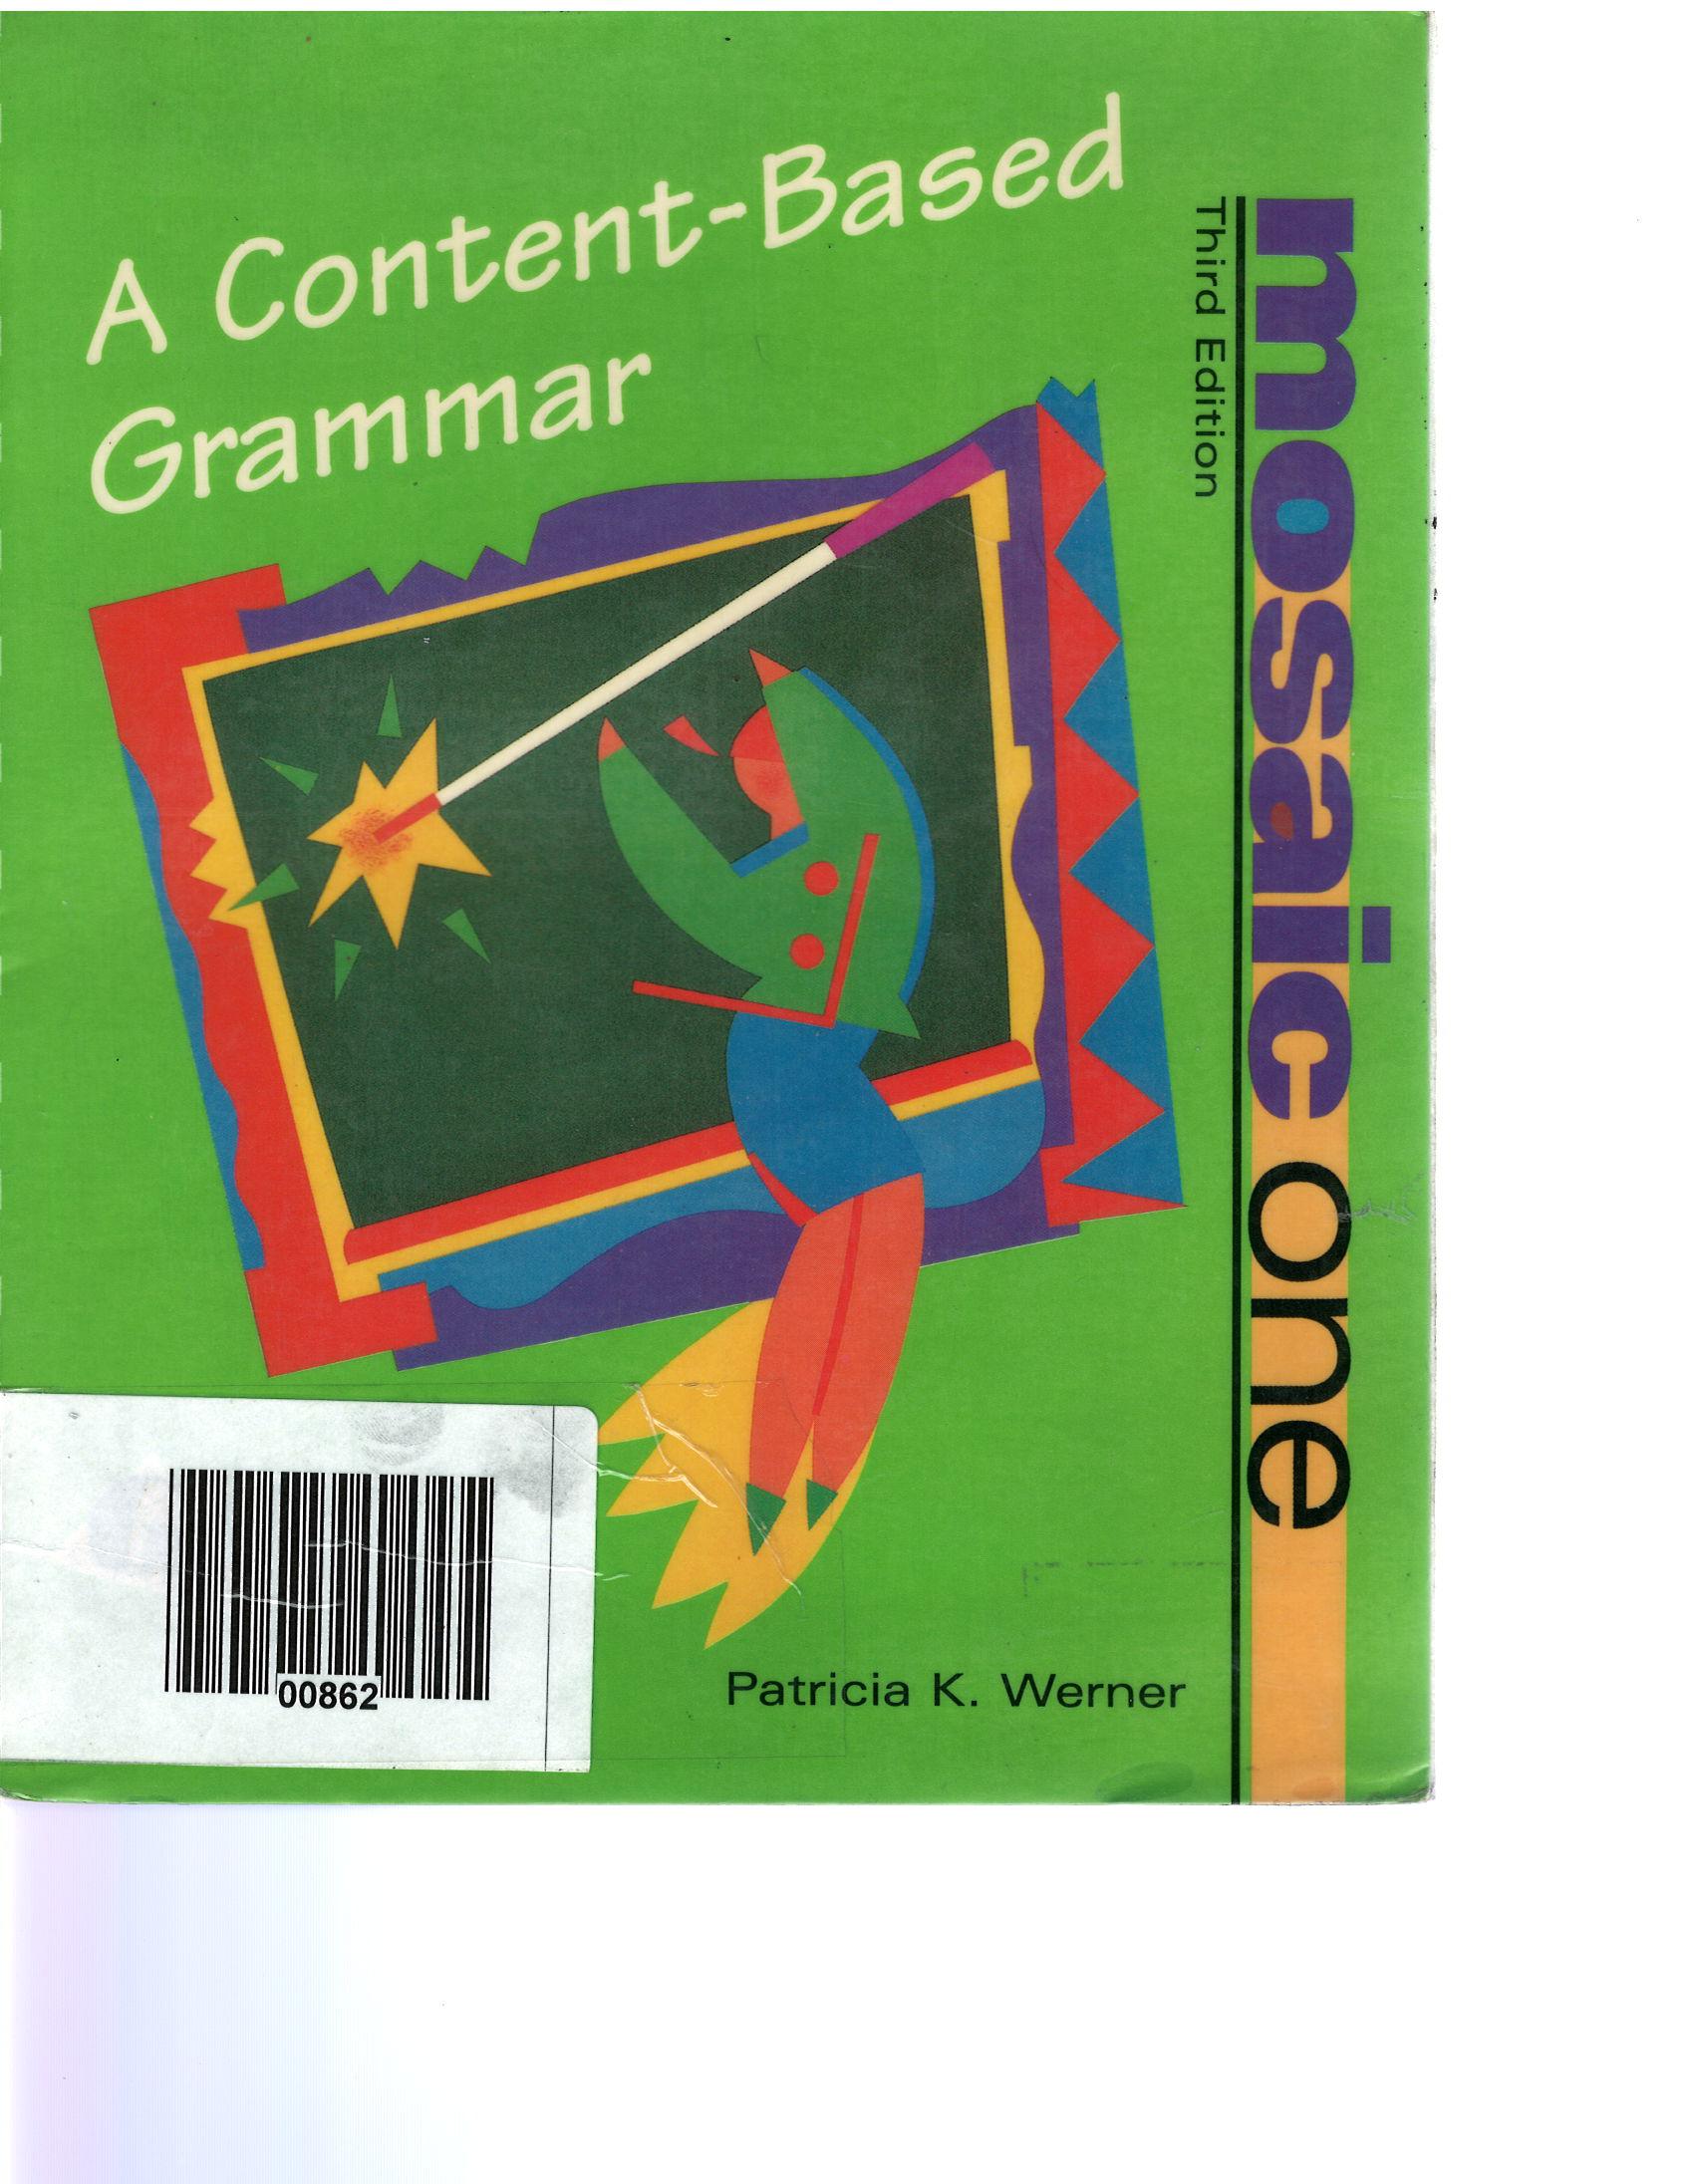 A Content-Based
Grammar
mosaic one
Third Edition
Patricia K. Werner
00862